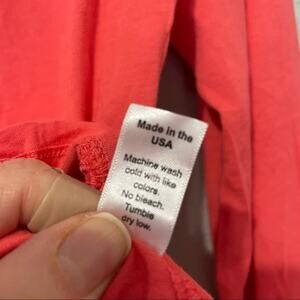 Made in the
USA
Machine wash
cold with like
colors.
No bleach.
Tumble
dry low.